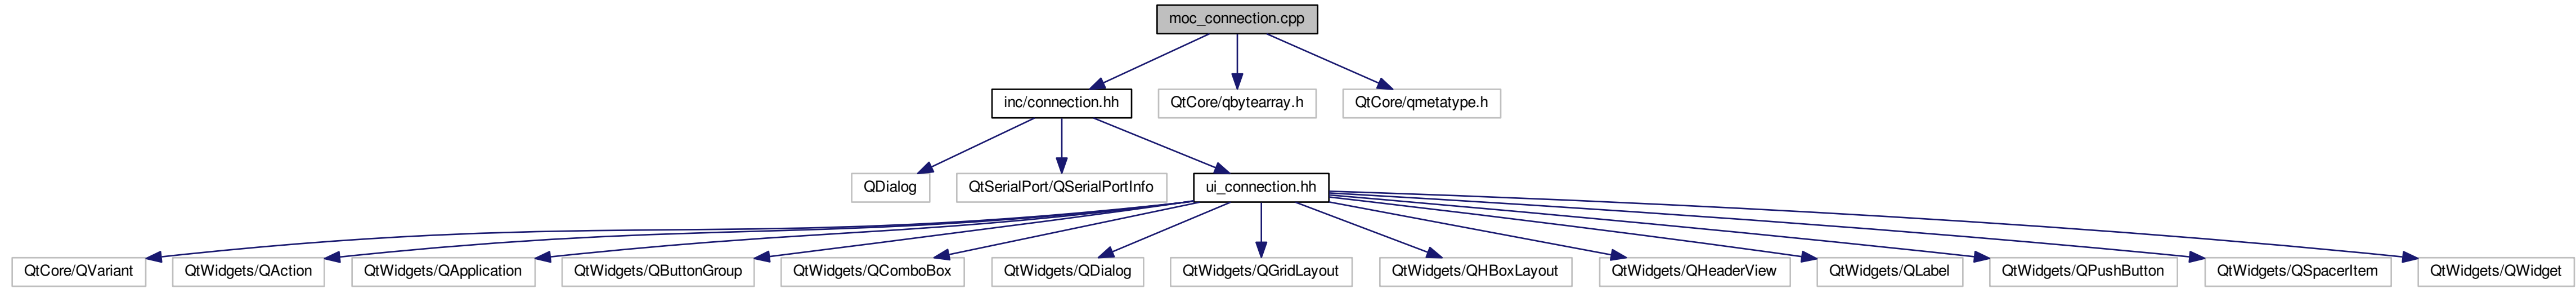 moc_connection.cpp
inc/connection.hh
QtCore/qbytearray.h
QtCore/qmetatype.h
QDialog
QtSerialPort/QSerialPortInfo
ui_connection.hh
QtCore/QVariant
QtWidgets/QAction
QtWidgets/QApplication
QtWidgets/QButtonGroup
QtWidgets/QComboBox
QtWidgets/QDialog
QtWidgets/QGridLayout
QtWidgets/QHBoxLayout
QtWidgets/QHeaderView
QtWidgets/QLabel
QtWidgets/QPushButton
QtWidgets/QSpacerItem
QtWidgets/QWidget